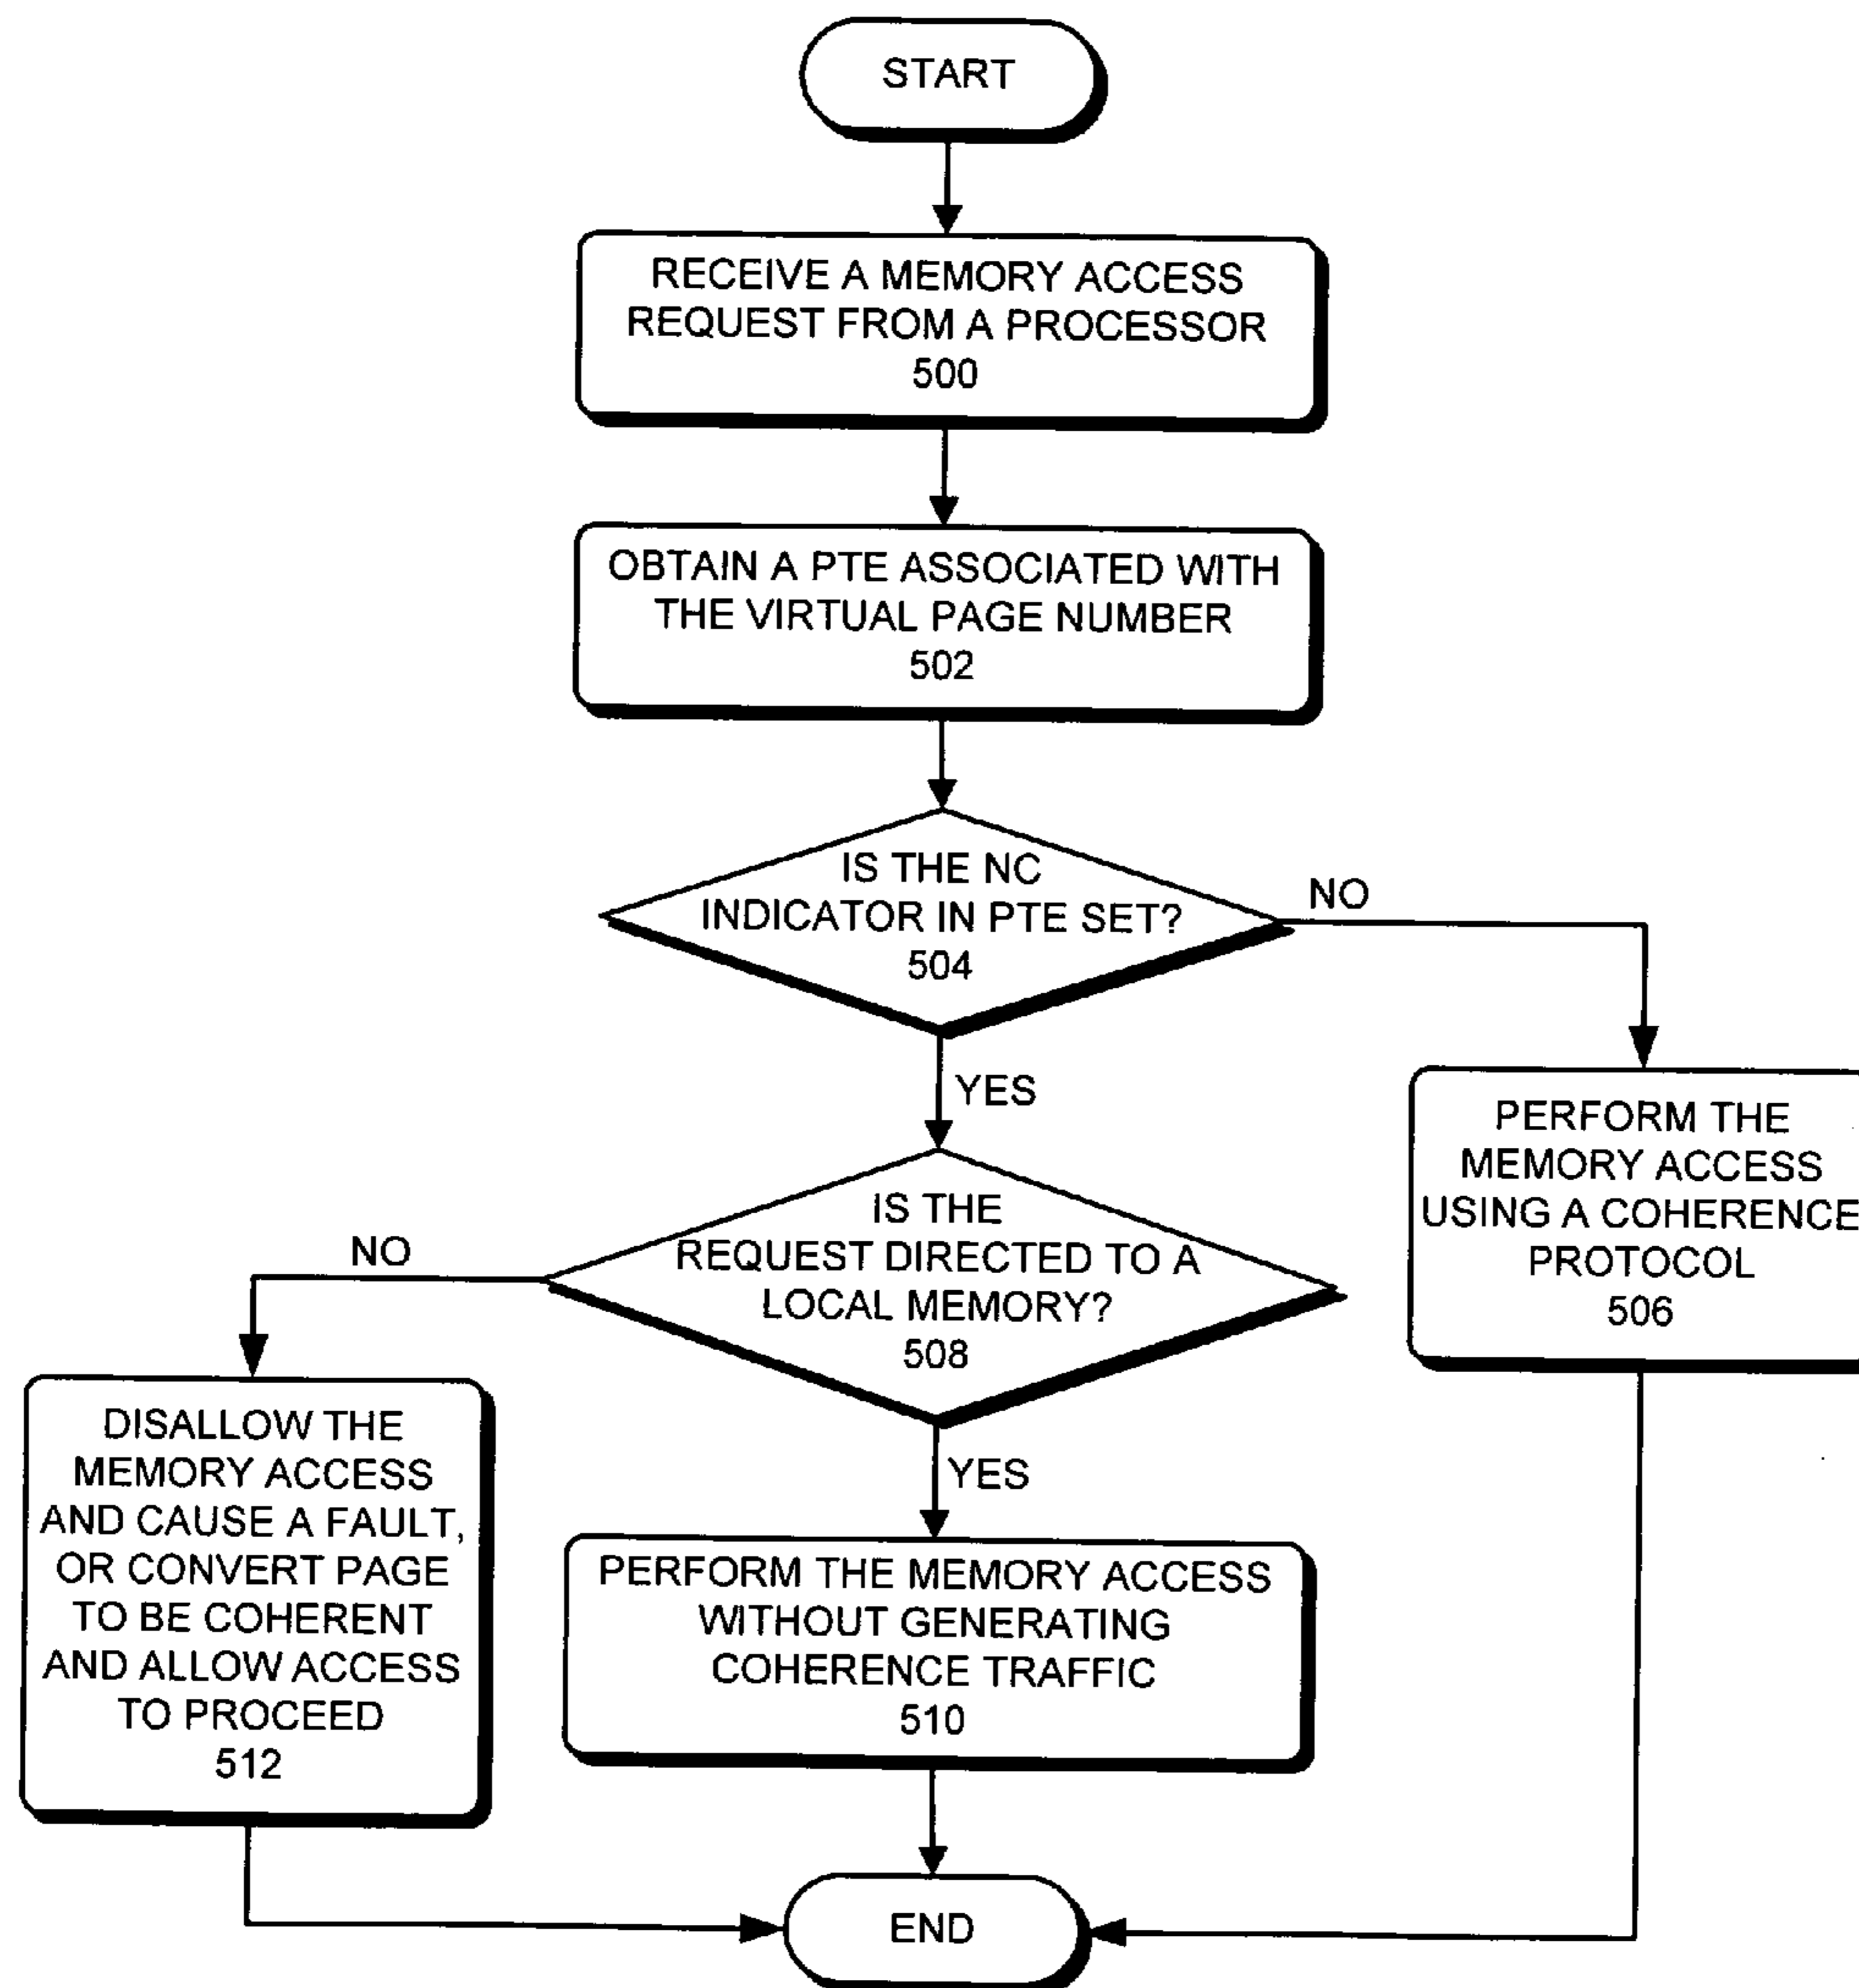 START
RECEIVE A MEMORY ACCESS
REQUEST FROM A PROCESSOR
500
OBTAIN A PTE ASSOCIATED WITH
THE VIRTUAL PAGE NUMBER
502
IS THE NC
INDICATOR IN PTE SET?
504
NO
YES
PERFORM THE
MEMORY ACCESS
USING A COHERENCE
PROTOCOL
506
IS THE
REQUEST DIRECTED TO A
LOCAL MEMORY?
508
NO
YES
DISALLOW THE
MEMORY ACCESS
AND CAUSE A FAULT,
OR CONVERT PAGE
TO BE COHERENT
AND ALLOW ACCESS
TO PROCEED
512
PERFORM THE MEMORY ACCESS
WITHOUT GENERATING
COHERENCE TRAFFIC
510
END